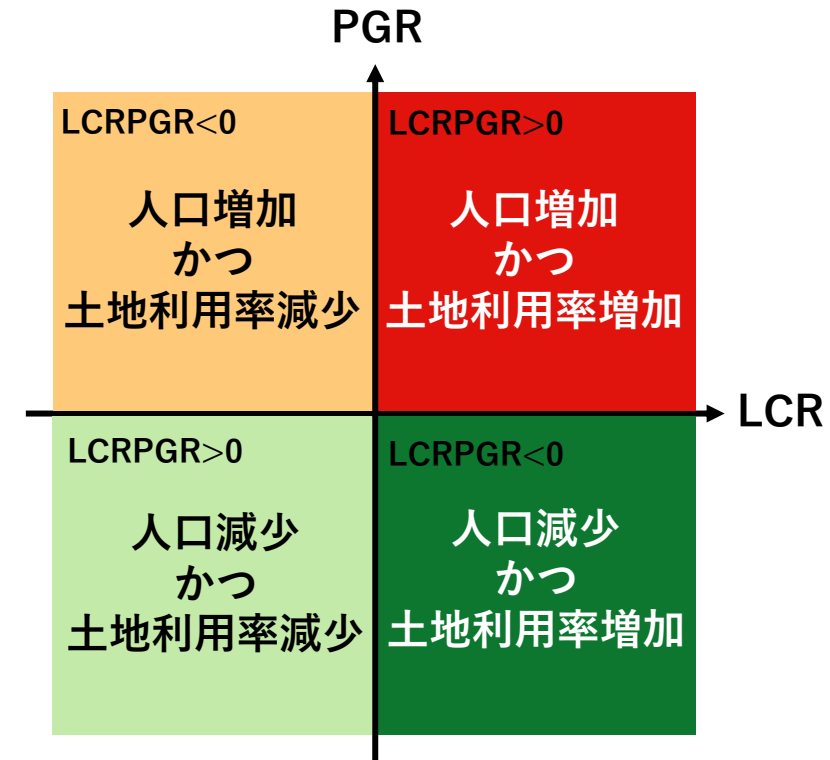 PGR
LCRPGR<0
人口増加
かつ
土地利用率減少
LCRPGR>0
人口増加
かつ
土地利用率増加
LCR
LCRPGR>0
人口減少
かつ
土地利用率減少
LCRPGR<0
人口減少
かつ
土地利用率増加